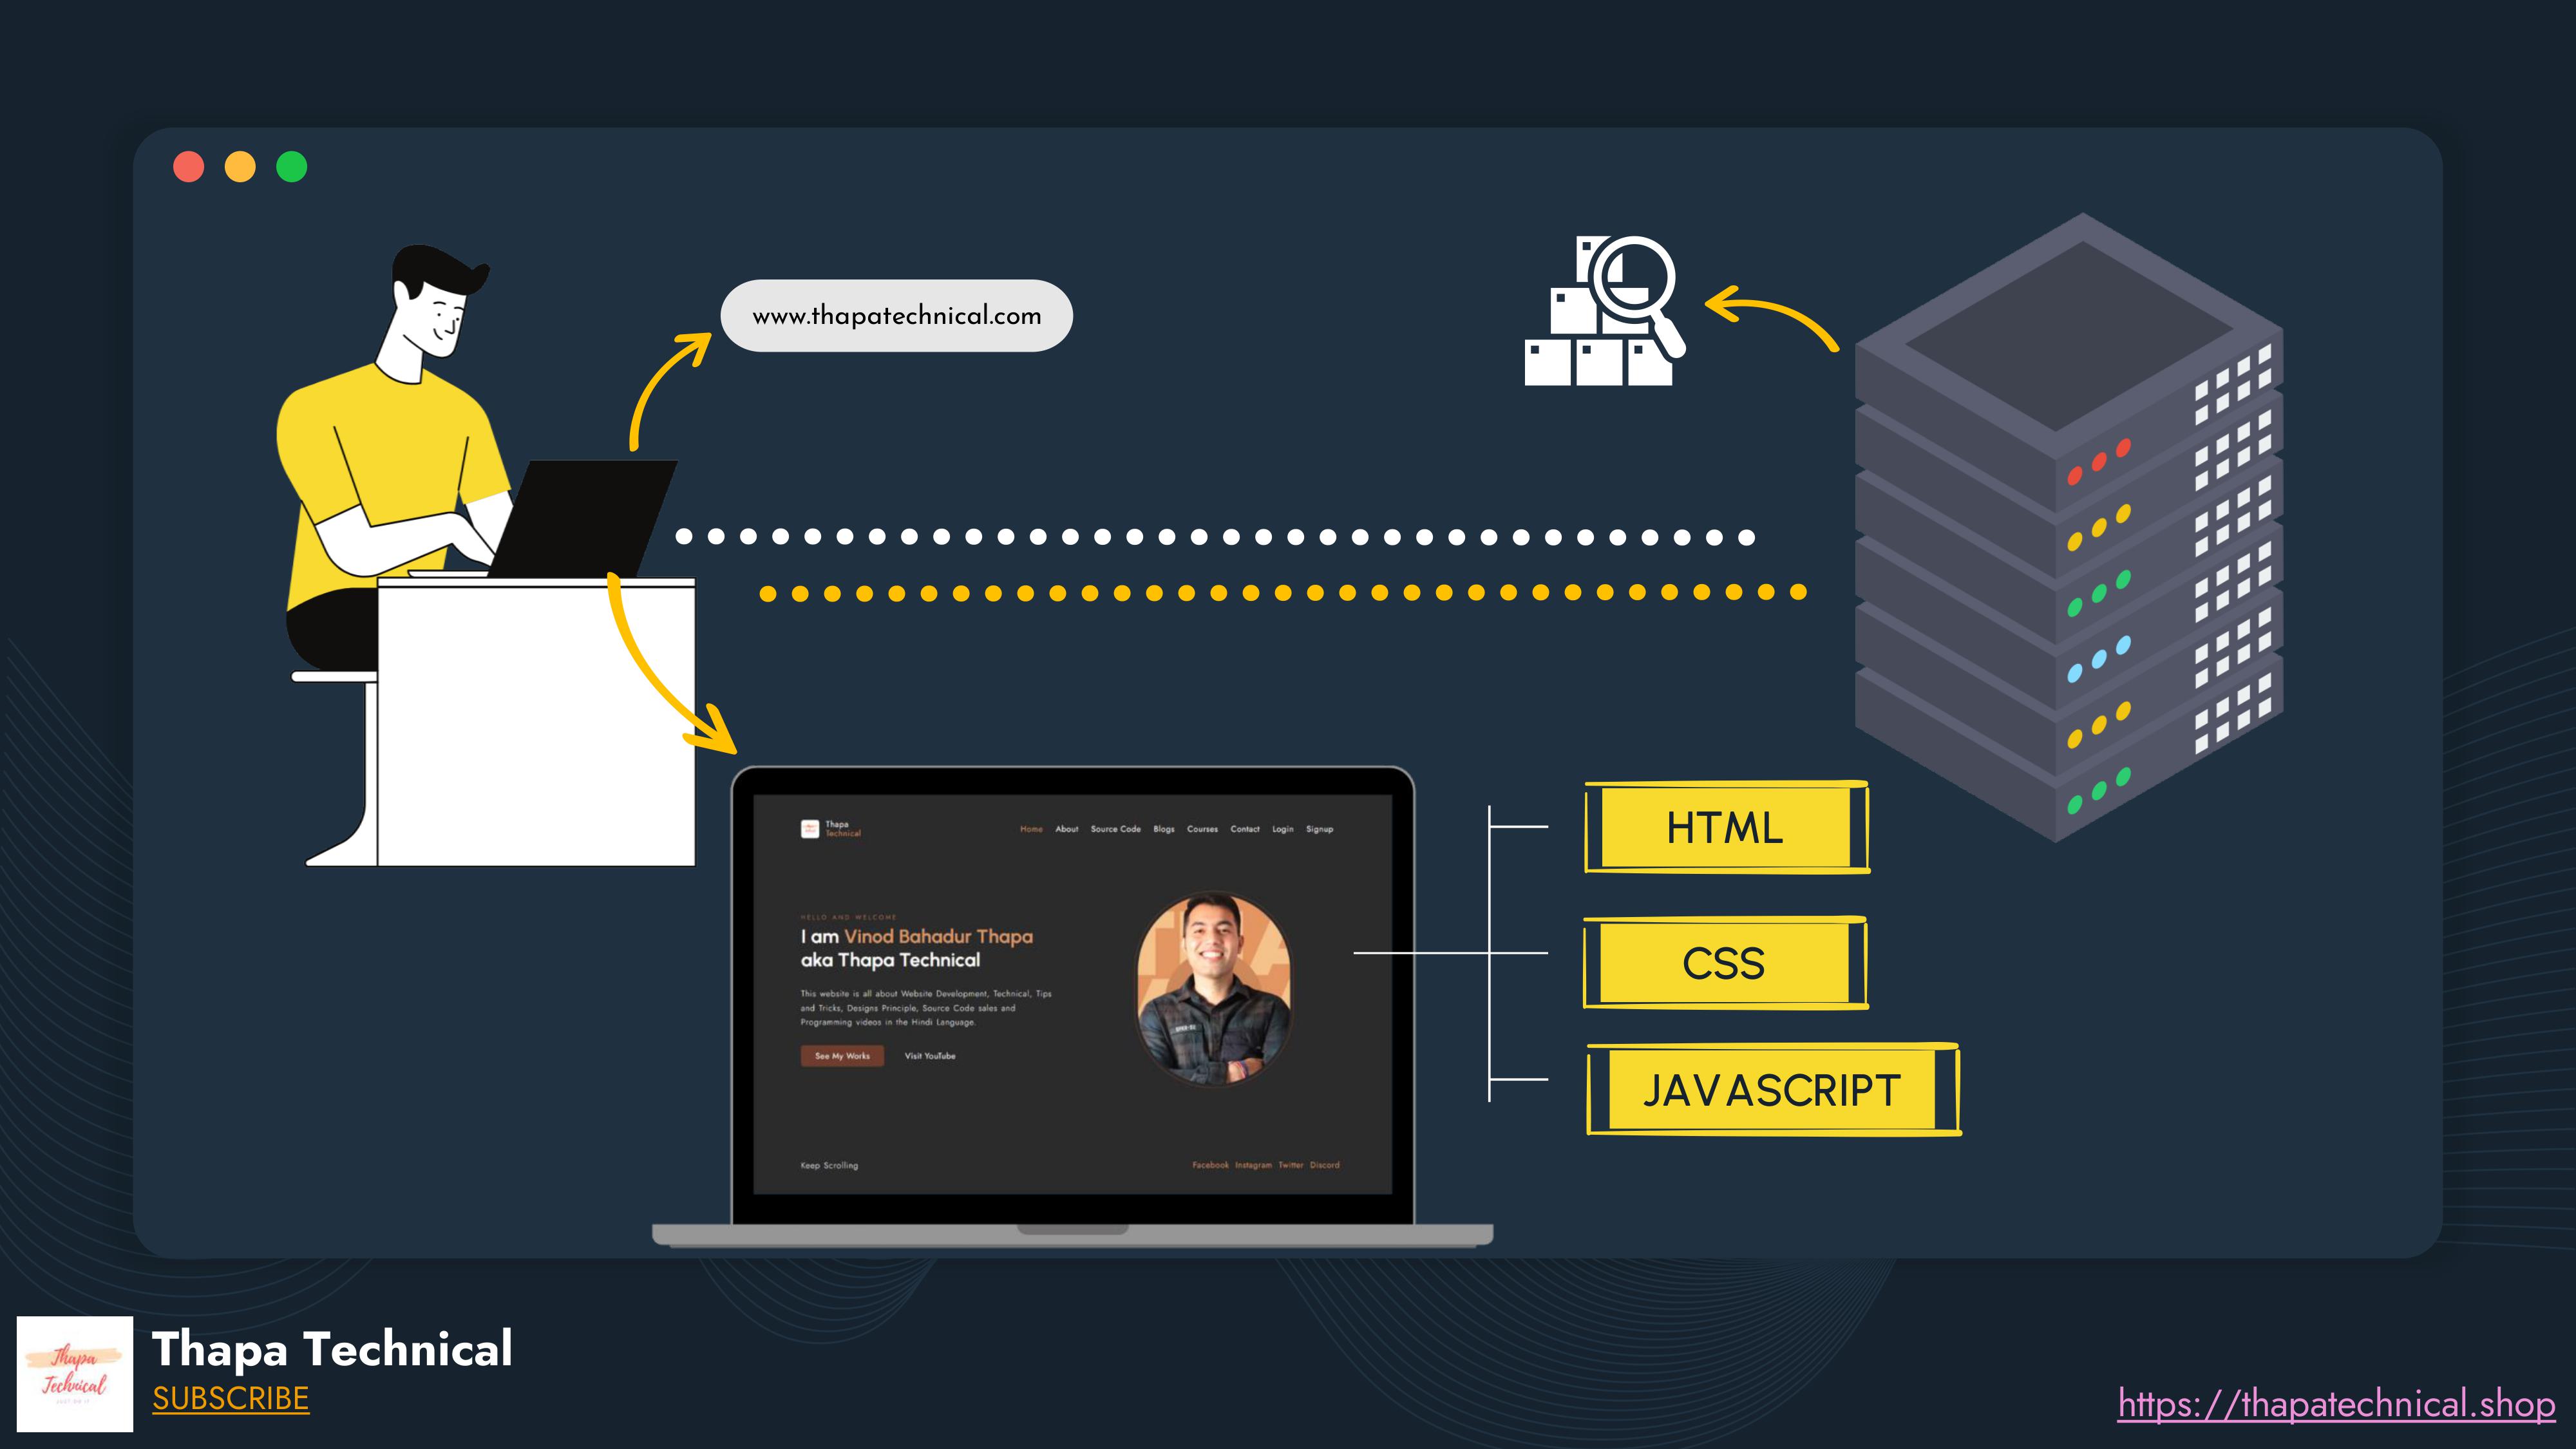 www.thapatechnical.com
Thapa
Technical
Home About Source Code Blogs Courses Contact Login Signup
HELLO AND WELCOME
I am Vinod Bahadur Thapa
aka Thapa Technical
This website is all about Website Development, Technical, Tips
and Tricks, Designs Principle, Source Code sales and
Programming videos in the Hindi Language.
See My Works Visit YouTube
Keep Scrolling
Facebook Instagram Twitter Discord
HTML
CSS
JAVASCRIPT
Thapa
Technical
Thapa Technical
SUBSCRIBE
https://thapatechnical.shop